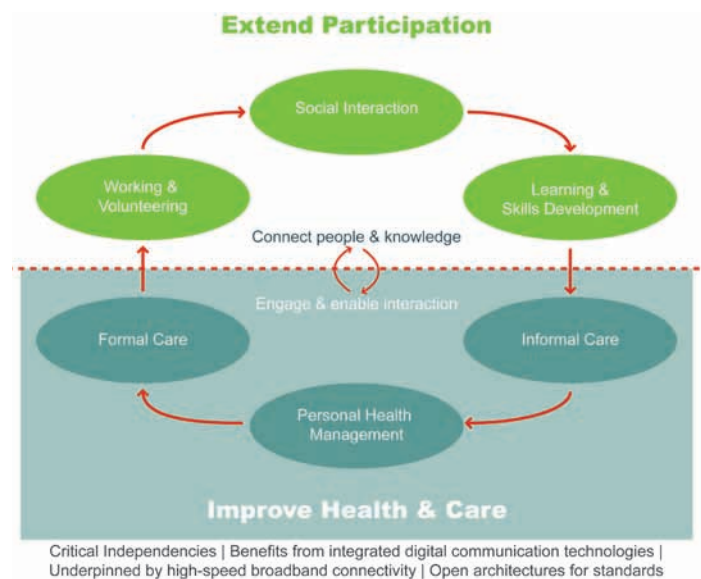 Extend Participation
Social Interaction
Working &
Volunteering
Learning &
Skills Development
Connect people & knowledge
Engage & enable interaction
Formal Care
Informal Care
Personal Health
Management
Improve Health & Care
Critical Independencies | Benefits from integrated digital communication technologies |
Underpinned by high-speed broadband connectivity | Open architectures for standards